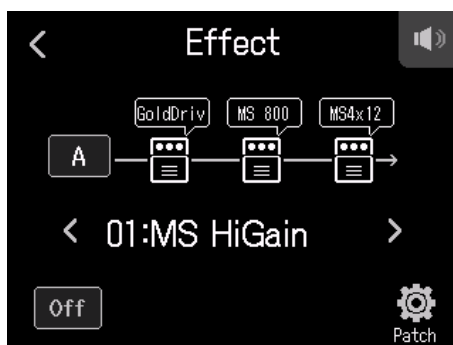 Effect
GoldDriv MS 800 MS4x12
A
01:MS HiGain
Off
Patch